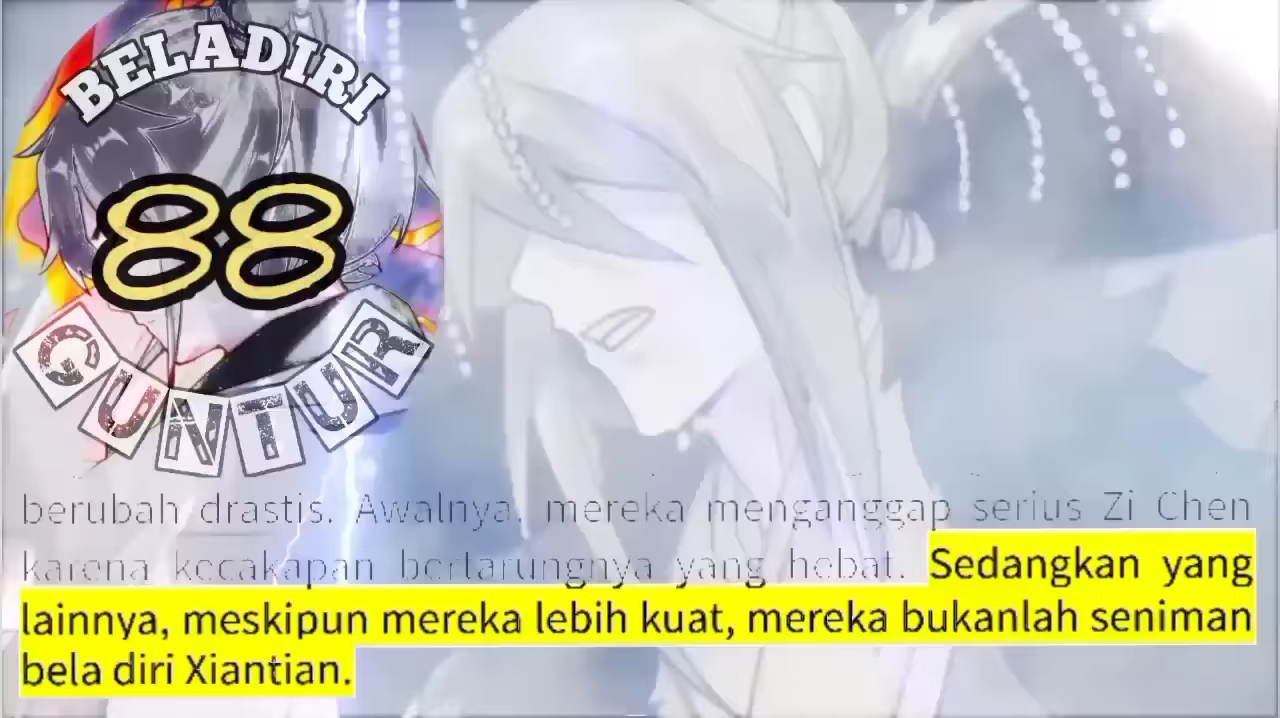 BELADIRI
88
GUNTUR
berubah drastis. Awalnya, mereka menganggap serius Zi Chen
karena kecakapan bertarungnya yang hebat. Sedangkan yang
lainnya, meskipun mereka lebih kuat, mereka bukanlah seniman
bela diri Xiantian.